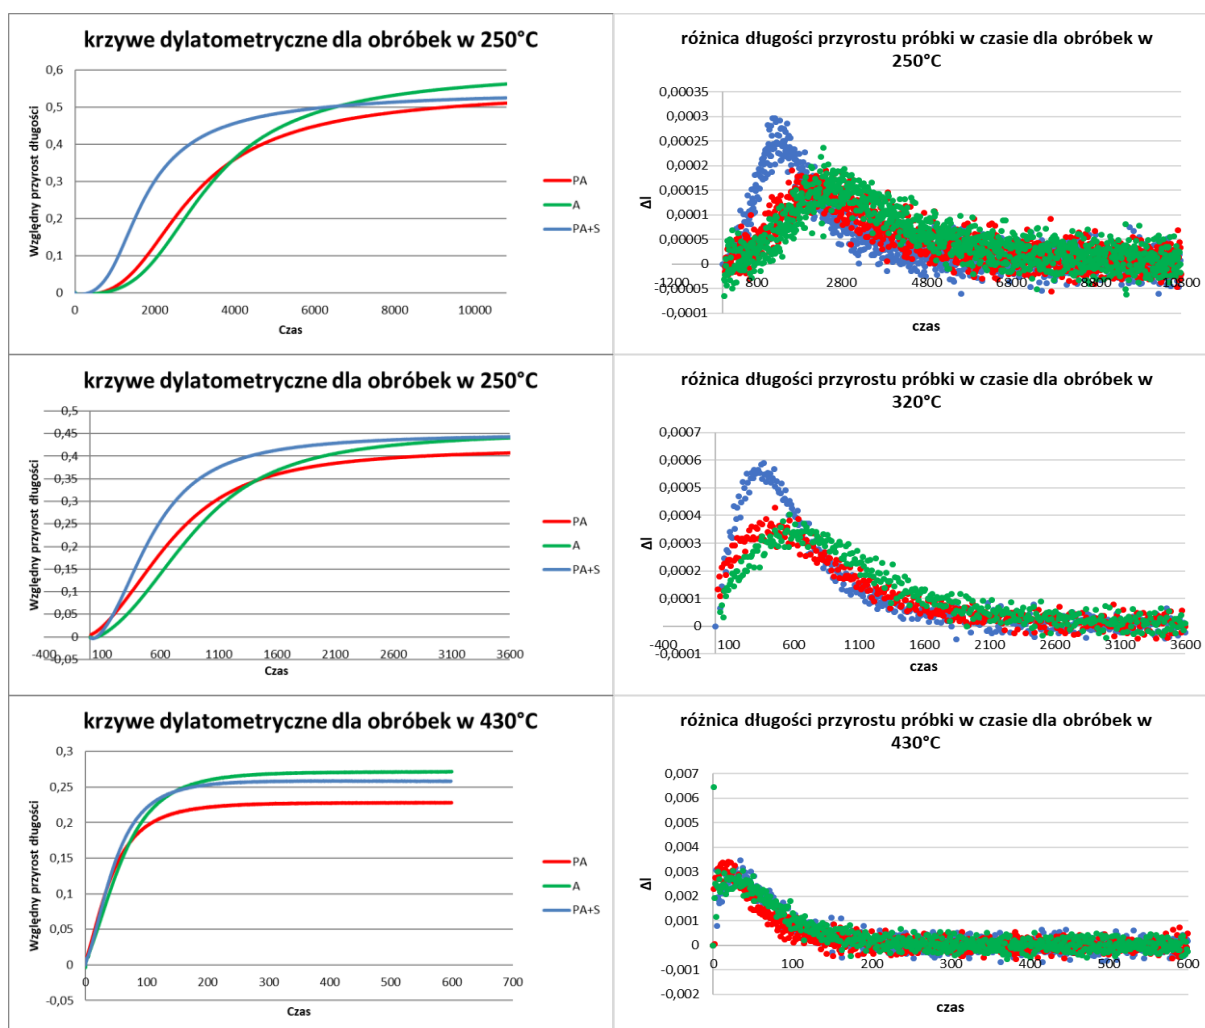 krzywe dylatometryczne dla obróbek w 250°C
Względny przyrost długości
0,6
0,5
0,4
0,3
0,2
0,1
0
0 2000 4000 6000 8000 10000
Czas
PA
A
PA+S
różnica długości przyrostu próbki w czasie dla obróbek w
250°C
Δl
0,00035
0,0003
0,00025
0,0002
0,00015
0,0001
0,00005
0
-0,00005
-0,0001
-1200 800 2800 4800 6800 8800 10800
czas
krzywe dylatometryczne dla obróbek w 250°C
Względny przyrost długości
0,5
0,45
0,4
0,35
0,3
0,25
0,2
0,15
0,1
0,05
0
-0,05
-400 100 600 1100 1600 2100 2600 3100 3600
Czas
PA
A
PA+S
różnica długości przyrostu próbki w czasie dla obróbek w
320°C
Δl
0,0007
0,0006
0,0005
0,0004
0,0003
0,0002
0,0001
0
-0,0001
-400 100 600 1100 1600 2100 2600 3100 3600
czas
krzywe dylatometryczne dla obróbek w 430°C
Względny przyrost długości
0,3
0,25
0,2
0,15
0,1
0,05
0
-0,05
0 100 200 300 400 500 600 700
Czas
PA
A
PA+S
różnica długości przyrostu próbki w czasie dla obróbek w
430°C
Δl
0,007
0,006
0,005
0,004
0,003
0,002
0,001
0
-0,001
-0,002
0 100 200 300 400 500 600
czas